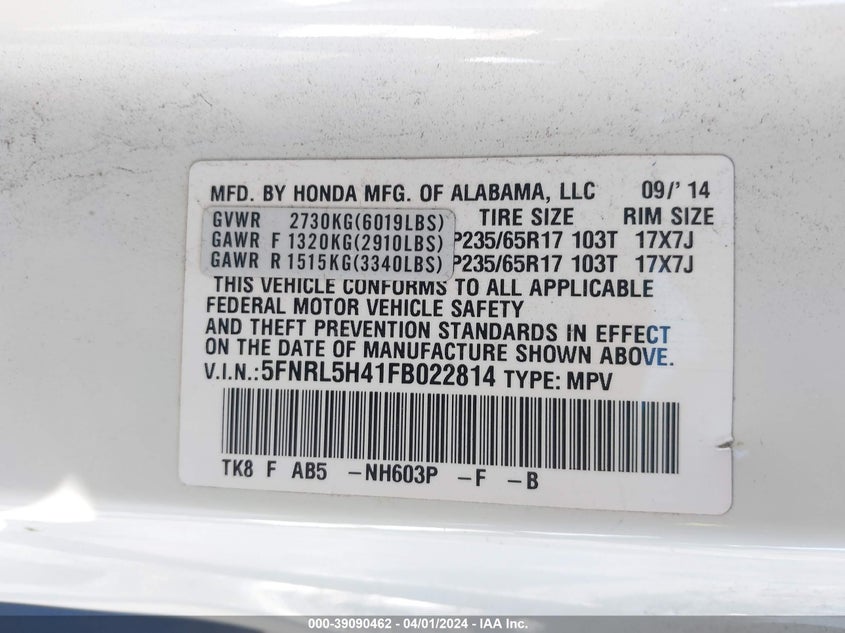 MFD. BY HONDA MFG. OF ALABAMA, LLC 09/' 14
GVWR 2730KG(6019LBS) TIRE SIZE RIM SIZE
GAWR F 1320KG(2910LBS) P235/65R17 103T 17X7J
GAWR R 1515KG(3340LBS) P235/65R17 103T 17X7J
THIS VEHICLE CONFORMS TO ALL APPLICABLE
FEDERAL MOTOR VEHICLE SAFETY
AND THEFT PREVENTION STANDARDS IN EFFECT
ON THE DATE OF MANUFACTURE SHOWN ABOVE.
V.I.N.:5FNRL5H41FB022814 TYPE: MPV
TK8 F AB5 -NH603P -F -B
000-39090462 - 04/01/2024 - IAA Inc.